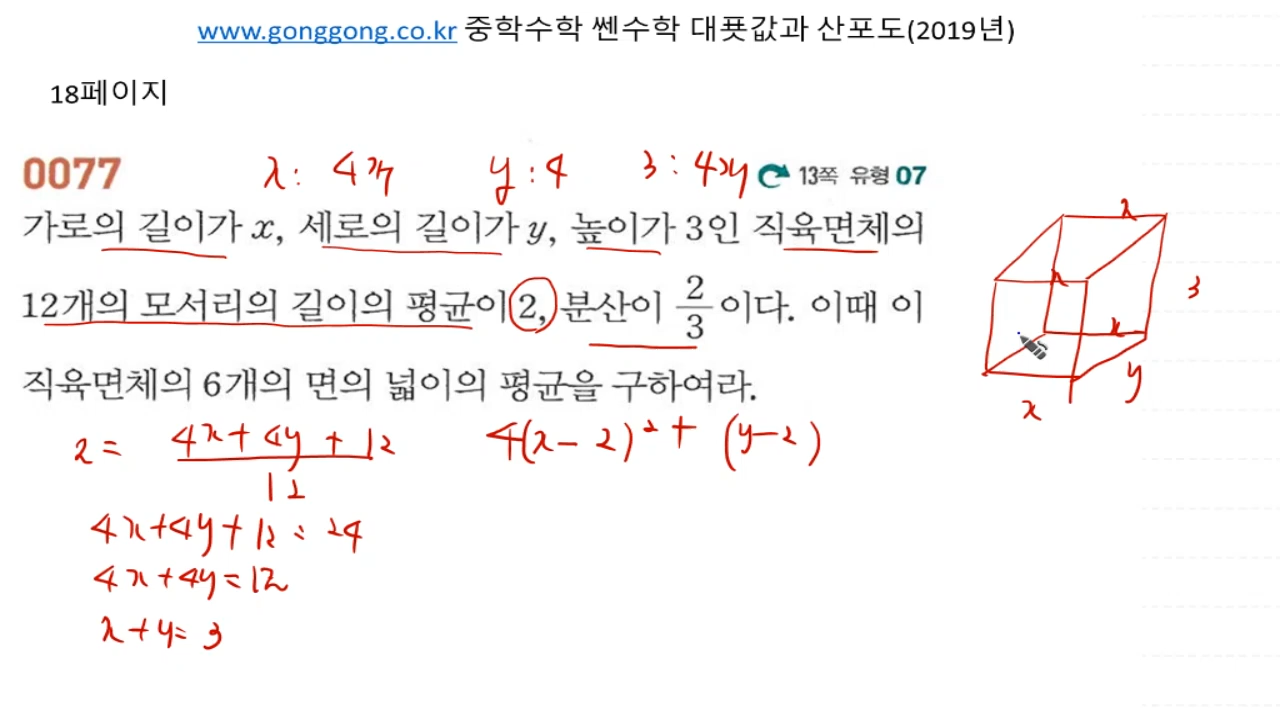 www.gonggong.co.kr 중학수학 쎈수학 대푯값과 산포도(2019년)
18페이지
0077
x: 4개 y: 4 3: 4개
13쪽 유형 07
가로의 길이가 x, 세로의 길이가 y, 높이가 3인 직육면체의
12개의 모서리의 길이의 평균이 2, 분산이 2/3 이다. 이때 이
직육면체의 6개의 면의 넓이의 평균을 구하여라.
x
x
3
x
y
x
2 = (4x+4y+12)/12 4(x-2)² + (y-2)
4x+4y+12=24
4x+4y=12
x+y=3